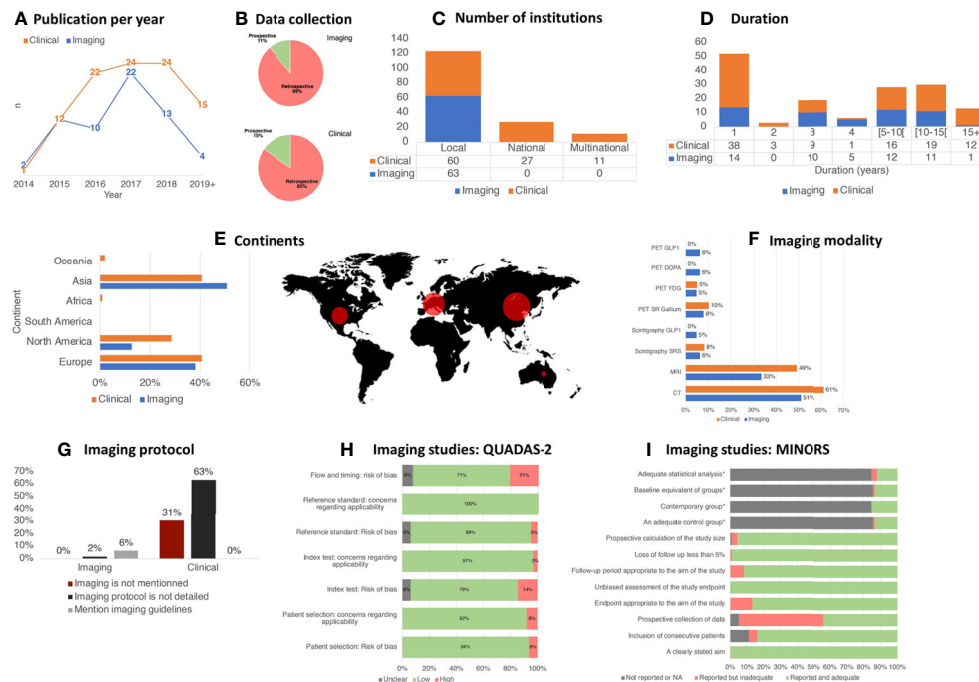 A Publication per year
Clinical Imaging
24 24
22
22
15
12
13
10
2
4
1
n
2014 2015 2016 2017 2018 2019+
Year
B Data collection
Prospective
11%
Imaging
Retrospective
89%
Prospective
15%
Clinical
Retrospective
85%
C Number of institutions
140
120
100
80
60
40
20
0
Local National Multinational
Clinical 60 27 11
Imaging 63 0 0
Imaging Clinical
D Duration
60
50
40
30
20
10
0
1 2 3 4 [5-10[ [10-15[ 15+
Clinical 38 3 9 1 16 19 12
Imaging 14 0 10 5 12 11 1
Duration (years)
Imaging Clinical
E Continents
Continent
Oceania
Asia
Africa
South America
North America
Europe
0% 20% 40% 60%
Clinical Imaging
F Imaging modality
PET GLP1 0%
6%
PET DOPA 0%
6%
PET FDG 5%
5%
PET SR Gallium 10%
8%
Scintigraphy GLP1 0%
5%
Scintigraphy SRS 8%
6%
MRI 49%
33%
CT 61%
51%
0% 10% 20% 30% 40% 50% 60% 70%
Clinical Imaging
G Imaging protocol
70%
60%
50%
40%
30%
20%
10%
0%
0% 2% 6% 31% 63% 0%
Imaging Clinical
Imaging is not mentionned
Imaging protocol is not detailed
Mention imaging guidelines
H Imaging studies: QUADAS-2
Flow and timing: risk of bias 8% 71% 21%
Reference standard: concerns
regarding applicability
100%
Reference standard: Risk of bias 6% 89% 5%
Index test: concerns regarding
applicability
97% 3%
Index test: Risk of bias 6% 79% 14%
Patient selection: concerns regarding
applicability
92% 8%
Patient selection: Risk of bias 94% 6%
0% 20% 40% 60% 80% 100%
Unclear Low High
I Imaging studies: MINORS
Adequate statistical analysis*
Baseline equivalent of groups*
Contemporary group*
An adequate control group*
Propsective calculation of the study size
Loss of follow up less than 5%
Follow-up period appropriate to the aim of the study
Unbiased assessment of the study endpoint
Endpoint appropriate to the aim of the study
Prospective collection of data
Inclusion of consecutive patients
A clearly stated aim
0% 10% 20% 30% 40% 50% 60% 70% 80% 90% 100%
Not reported or NA Reported but inadequate Reported and adequate